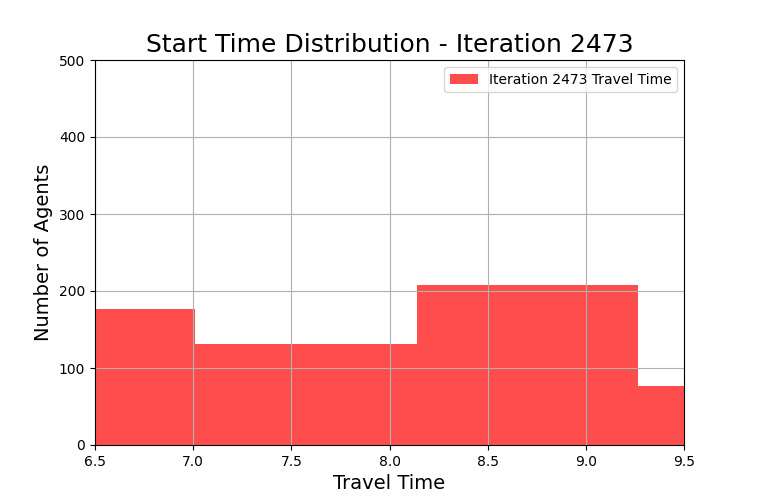 Start Time Distribution - Iteration 2473
Iteration 2473 Travel Time
Number of Agents
500
400
300
200
100
0
6.5 7.0 7.5 8.0 8.5 9.0 9.5
Travel Time